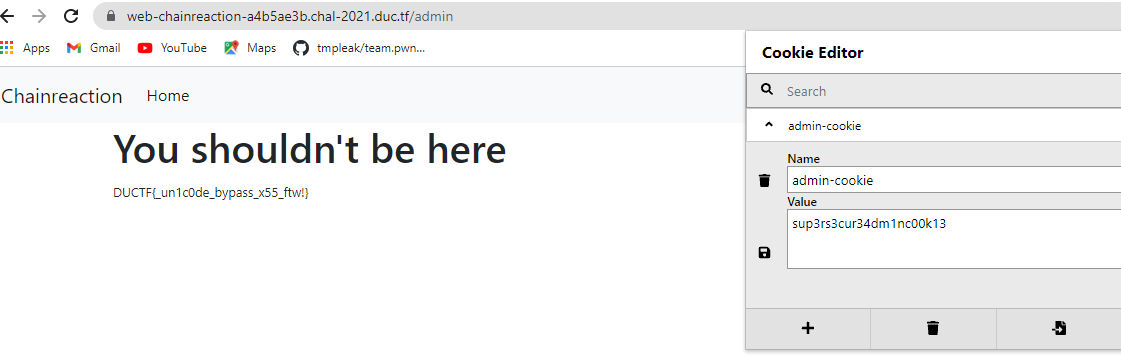 web-chainreaction-a4b5ae3b.chal-2021.duc.tf/admin
Apps Gmail YouTube Maps tmpleak/team.pwn...
Cookie Editor
Search
admin-cookie
Name
admin-cookie
Value
sup3rs3cur34dm1nc00k13
Chainreaction Home
You shouldn't be here
DUCTF{_un1c0de_bypass_x55_ftw!}